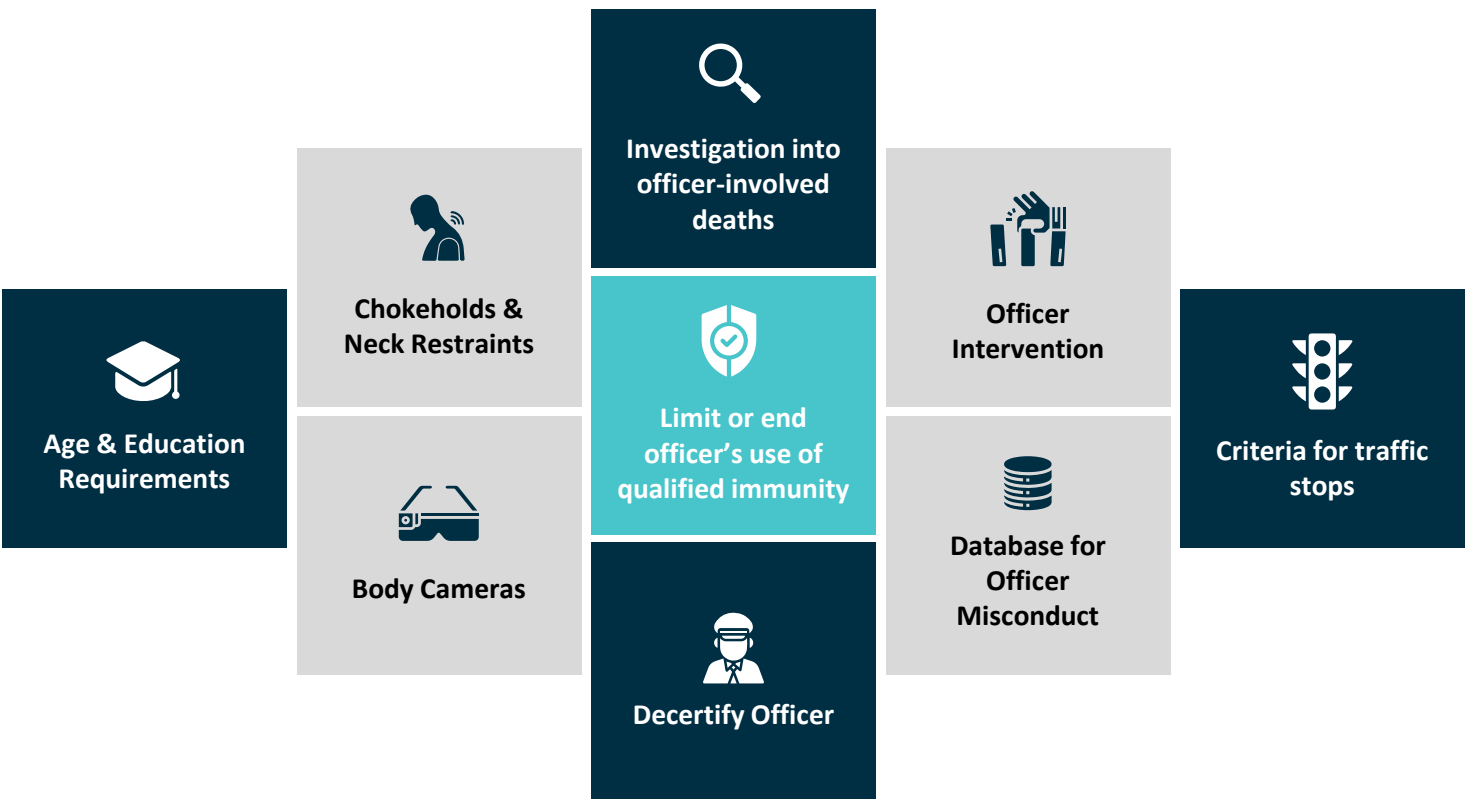 Investigation into
officer-involved
deaths
Chokeholds &
Neck Restraints
Officer
Intervention
Age & Education
Requirements
Limit or end
officer’s use of
qualified immunity
Criteria for traffic
stops
Body Cameras
Database for
Officer
Misconduct
Decertify Officer